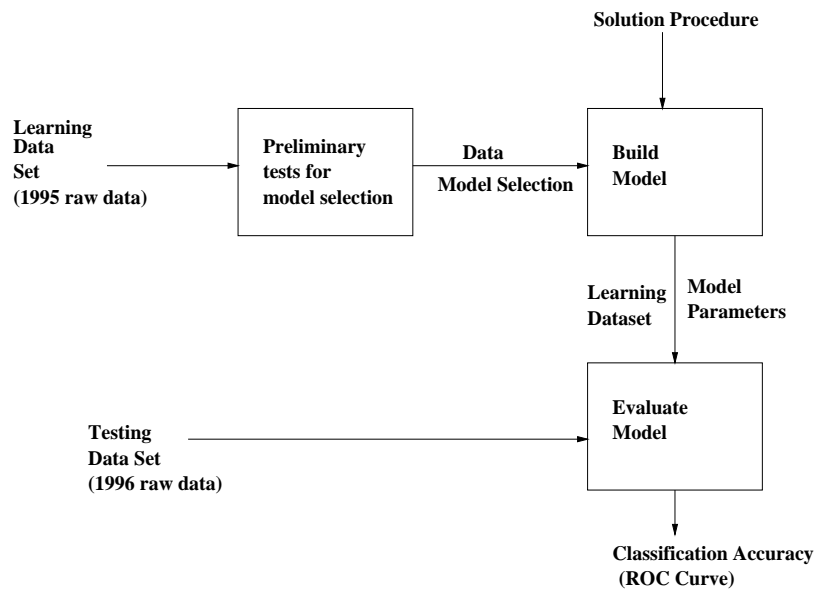 Solution Procedure
Learning
Data
Set
(1995 raw data)
Preliminary
tests for
model selection
Data
Model Selection
Build
Model
Learning
Dataset
Model
Parameters
Testing
Data Set
(1996 raw data)
Evaluate
Model
Classification Accuracy
(ROC Curve)